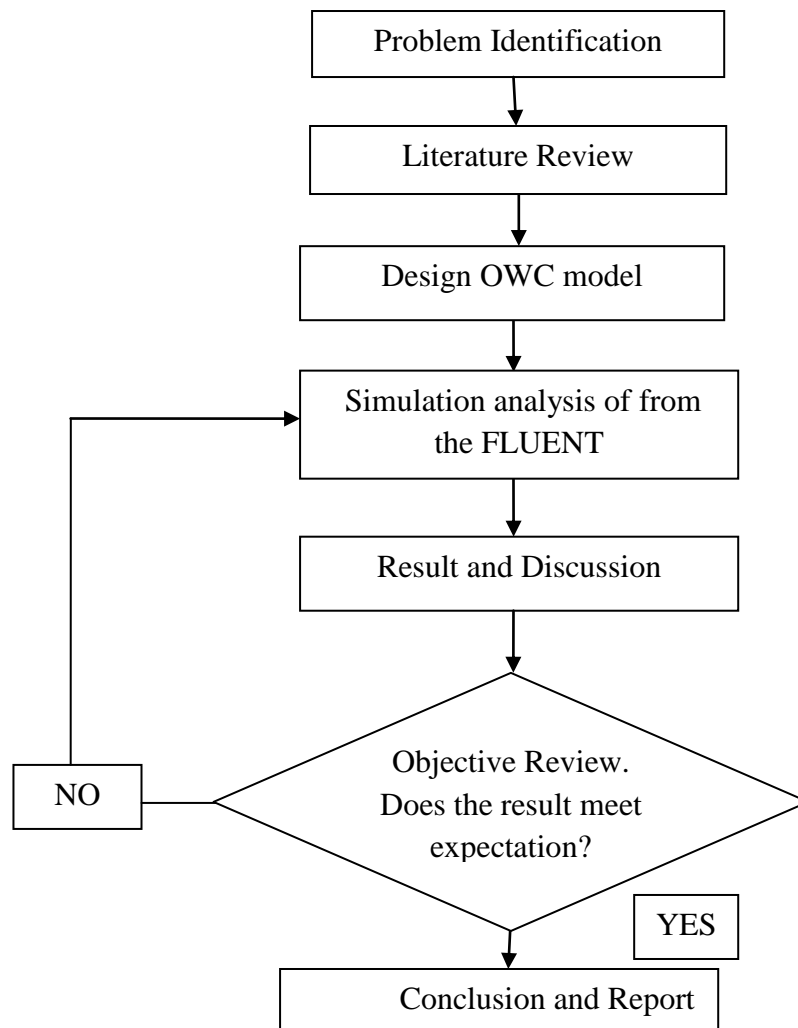 Problem Identification
Literature Review
Design OWC model
Simulation analysis of from
the FLUENT
Result and Discussion
Objective Review.
Does the result meet
expectation?
NO
YES
Conclusion and Report